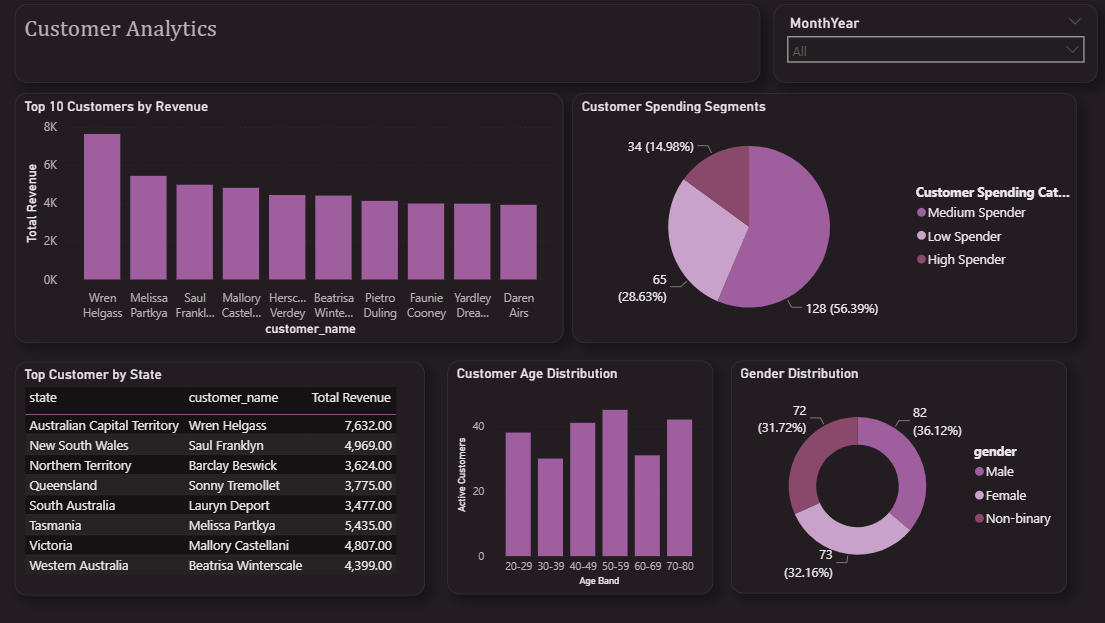 Customer Analytics
MonthYear
All
Top 10 Customers by Revenue
8K
6K
4K
2K
0K
Total Revenue
Wren Helgass
Melissa Partkya
Saul Frankl...
Mallory Castel...
Hersc... Verdey
Beatrisa Winte...
Pietro Duling
Faunie Cooney
Yardley Drea...
Daren Airs
customer_name
Customer Spending Segments
34 (14.98%)
65
(28.63%)
128 (56.39%)
Customer Spending Cat...
Medium Spender
Low Spender
High Spender
Top Customer by State
state customer_name Total Revenue
Australian Capital Territory Wren Helgass 7,632.00
New South Wales Saul Franklyn 4,969.00
Northern Territory Barclay Beswick 3,624.00
Queensland Sonny Tremollet 3,775.00
South Australia Lauryn Deport 3,477.00
Tasmania Melissa Partkya 5,435.00
Victoria Mallory Castellani 4,807.00
Western Australia Beatrisa Winterscale 4,399.00
Customer Age Distribution
40
20
0
Active Customers
20-29 30-39 40-49 50-59 60-69 70-80
Age Band
Gender Distribution
72
(31.72%)
82
(36.12%)
73
(32.16%)
gender
Male
Female
Non-binary